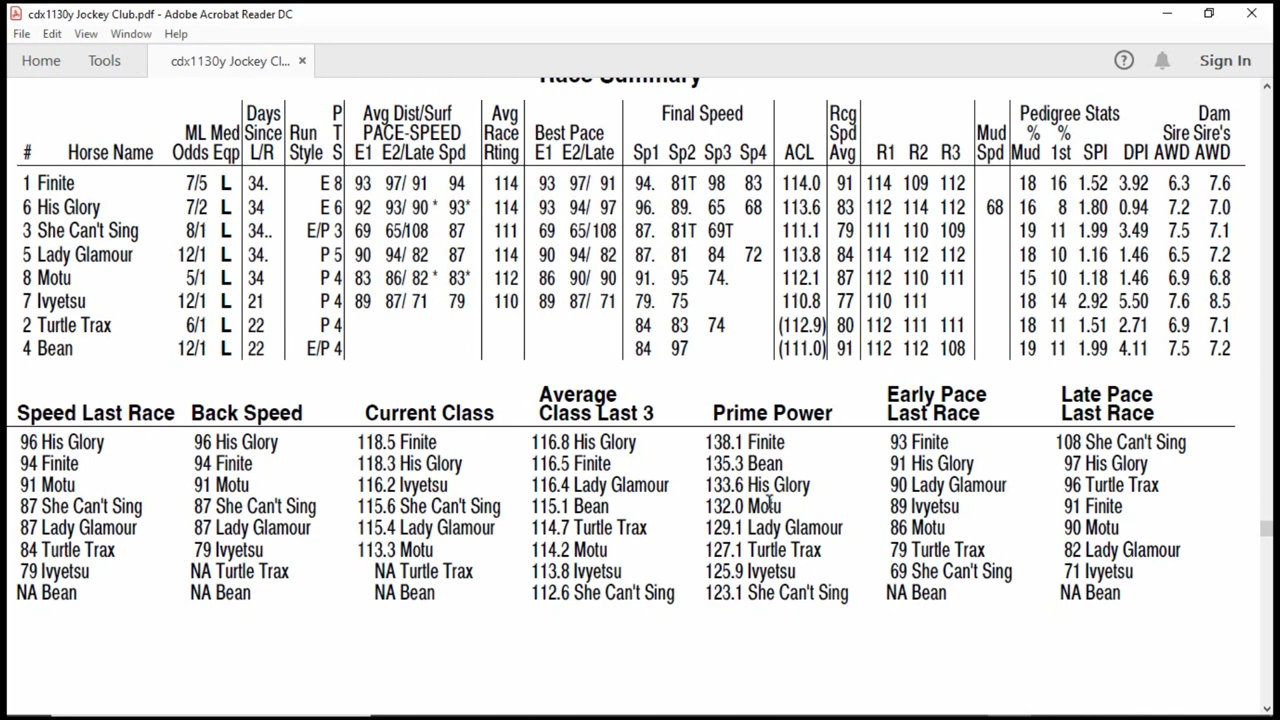 cdx1130y Jockey Club.pdf - Adobe Acrobat Reader DC
File Edit View Window Help
Home Tools cdx1130y Jockey Cl... × ? Sign In
Race Summary
Days P Avg Dist/Surf Avg Final Speed Rcg Pedigree Stats Dam
ML Med Since Run T PACE-SPEED Race Best Pace Spd Mud % % Sire Sire's
# Horse Name Odds Eqp L/R Style S E1 E2/Late Spd Rting E1 E2/Late Sp1 Sp2 Sp3 Sp4 ACL Avg R1 R2 R3 Spd Mud 1st SPI DPI AWD AWD
1 Finite 7/5 L 34. E 8 93 97/ 91 94 114 93 97/ 91 94. 81T 98 83 114.0 91 114 109 112 18 16 1.52 3.92 6.3 7.6
6 His Glory 7/2 L 34 E 6 92 93/ 90 * 93* 114 93 94/ 97 96. 89. 65 68 113.6 83 112 114 112 68 16 8 1.80 0.94 7.2 7.0
3 She Can't Sing 8/1 L 34.. E/P 3 69 65/108 87 111 69 65/108 87. 81T 69T 111.1 79 111 110 109 19 11 1.99 3.49 7.5 7.1
5 Lady Glamour 12/1 L 34. P 5 90 94/ 82 87 114 90 94/ 82 87. 81 84 72 113.8 84 114 112 112 18 10 1.16 1.46 6.5 7.2
8 Motu 5/1 L 34 P 4 83 86/ 82 * 83* 112 86 90/ 90 91. 95 74. 112.1 87 112 110 111 15 10 1.18 1.46 6.9 6.8
7 Ivyetsu 12/1 L 21 P 4 89 87/ 71 79 110 89 87/ 71 79. 75 110.8 77 110 111 18 14 2.92 5.50 7.6 8.5
2 Turtle Trax 6/1 L 22 P 4 84 83 74 (112.9) 80 112 111 111 18 11 1.51 2.71 6.9 7.1
4 Bean 12/1 L 22 E/P 4 84 97 (111.0) 91 112 112 108 19 11 1.99 4.11 7.5 7.2
Average Early Pace Late Pace
Speed Last Race Back Speed Current Class Class Last 3 Prime Power Last Race Last Race
96 His Glory 96 His Glory 118.5 Finite 116.8 His Glory 138.1 Finite 93 Finite 108 She Can't Sing
94 Finite 94 Finite 118.3 His Glory 116.5 Finite 135.3 Bean 91 His Glory 97 His Glory
91 Motu 91 Motu 116.2 Ivyetsu 116.4 Lady Glamour 133.6 His Glory 90 Lady Glamour 96 Turtle Trax
87 She Can't Sing 87 She Can't Sing 115.6 She Can't Sing 115.1 Bean 132.0 Motu 89 Ivyetsu 91 Finite
87 Lady Glamour 87 Lady Glamour 115.4 Lady Glamour 114.7 Turtle Trax 129.1 Lady Glamour 86 Motu 90 Motu
84 Turtle Trax 79 Ivyetsu 113.3 Motu 114.2 Motu 127.1 Turtle Trax 79 Turtle Trax 82 Lady Glamour
79 Ivyetsu NA Turtle Trax NA Turtle Trax 113.8 Ivyetsu 125.9 Ivyetsu 69 She Can't Sing 71 Ivyetsu
NA Bean NA Bean NA Bean 112.6 She Can't Sing 123.1 She Can't Sing NA Bean NA Bean